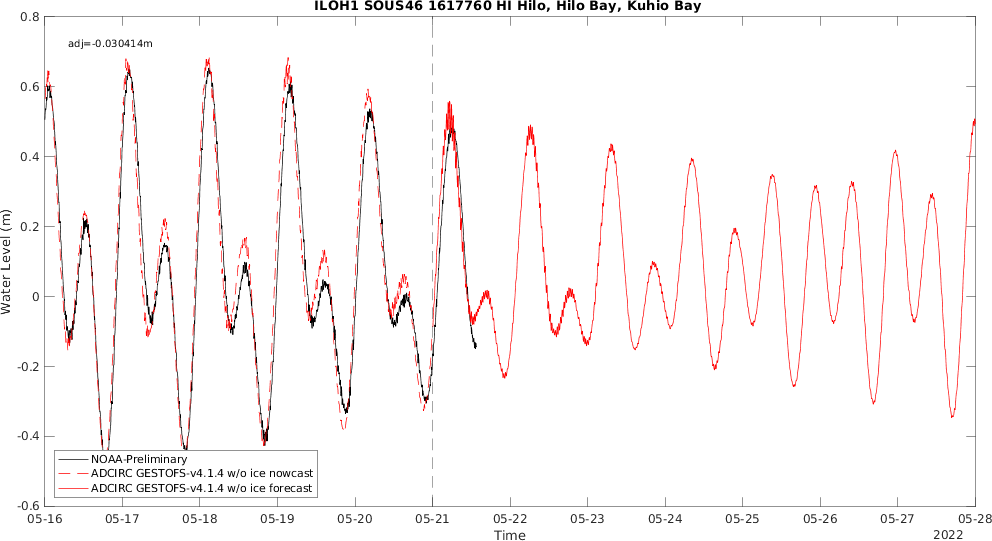 ILOH1 SOUS46 1617760 HI Hilo, Hilo Bay, Kuhio Bay
adj=-0.030414m
0.8
0.6
0.4
0.2
0
-0.2
-0.4
-0.6
Water Level (m)
NOAA-Preliminary
ADCIRC GESTOFS-v4.1.4 w/o ice nowcast
ADCIRC GESTOFS-v4.1.4 w/o ice forecast
05-16 05-17 05-18 05-19 05-20 05-21 05-22 05-23 05-24 05-25 05-26 05-27 05-28
Time
2022